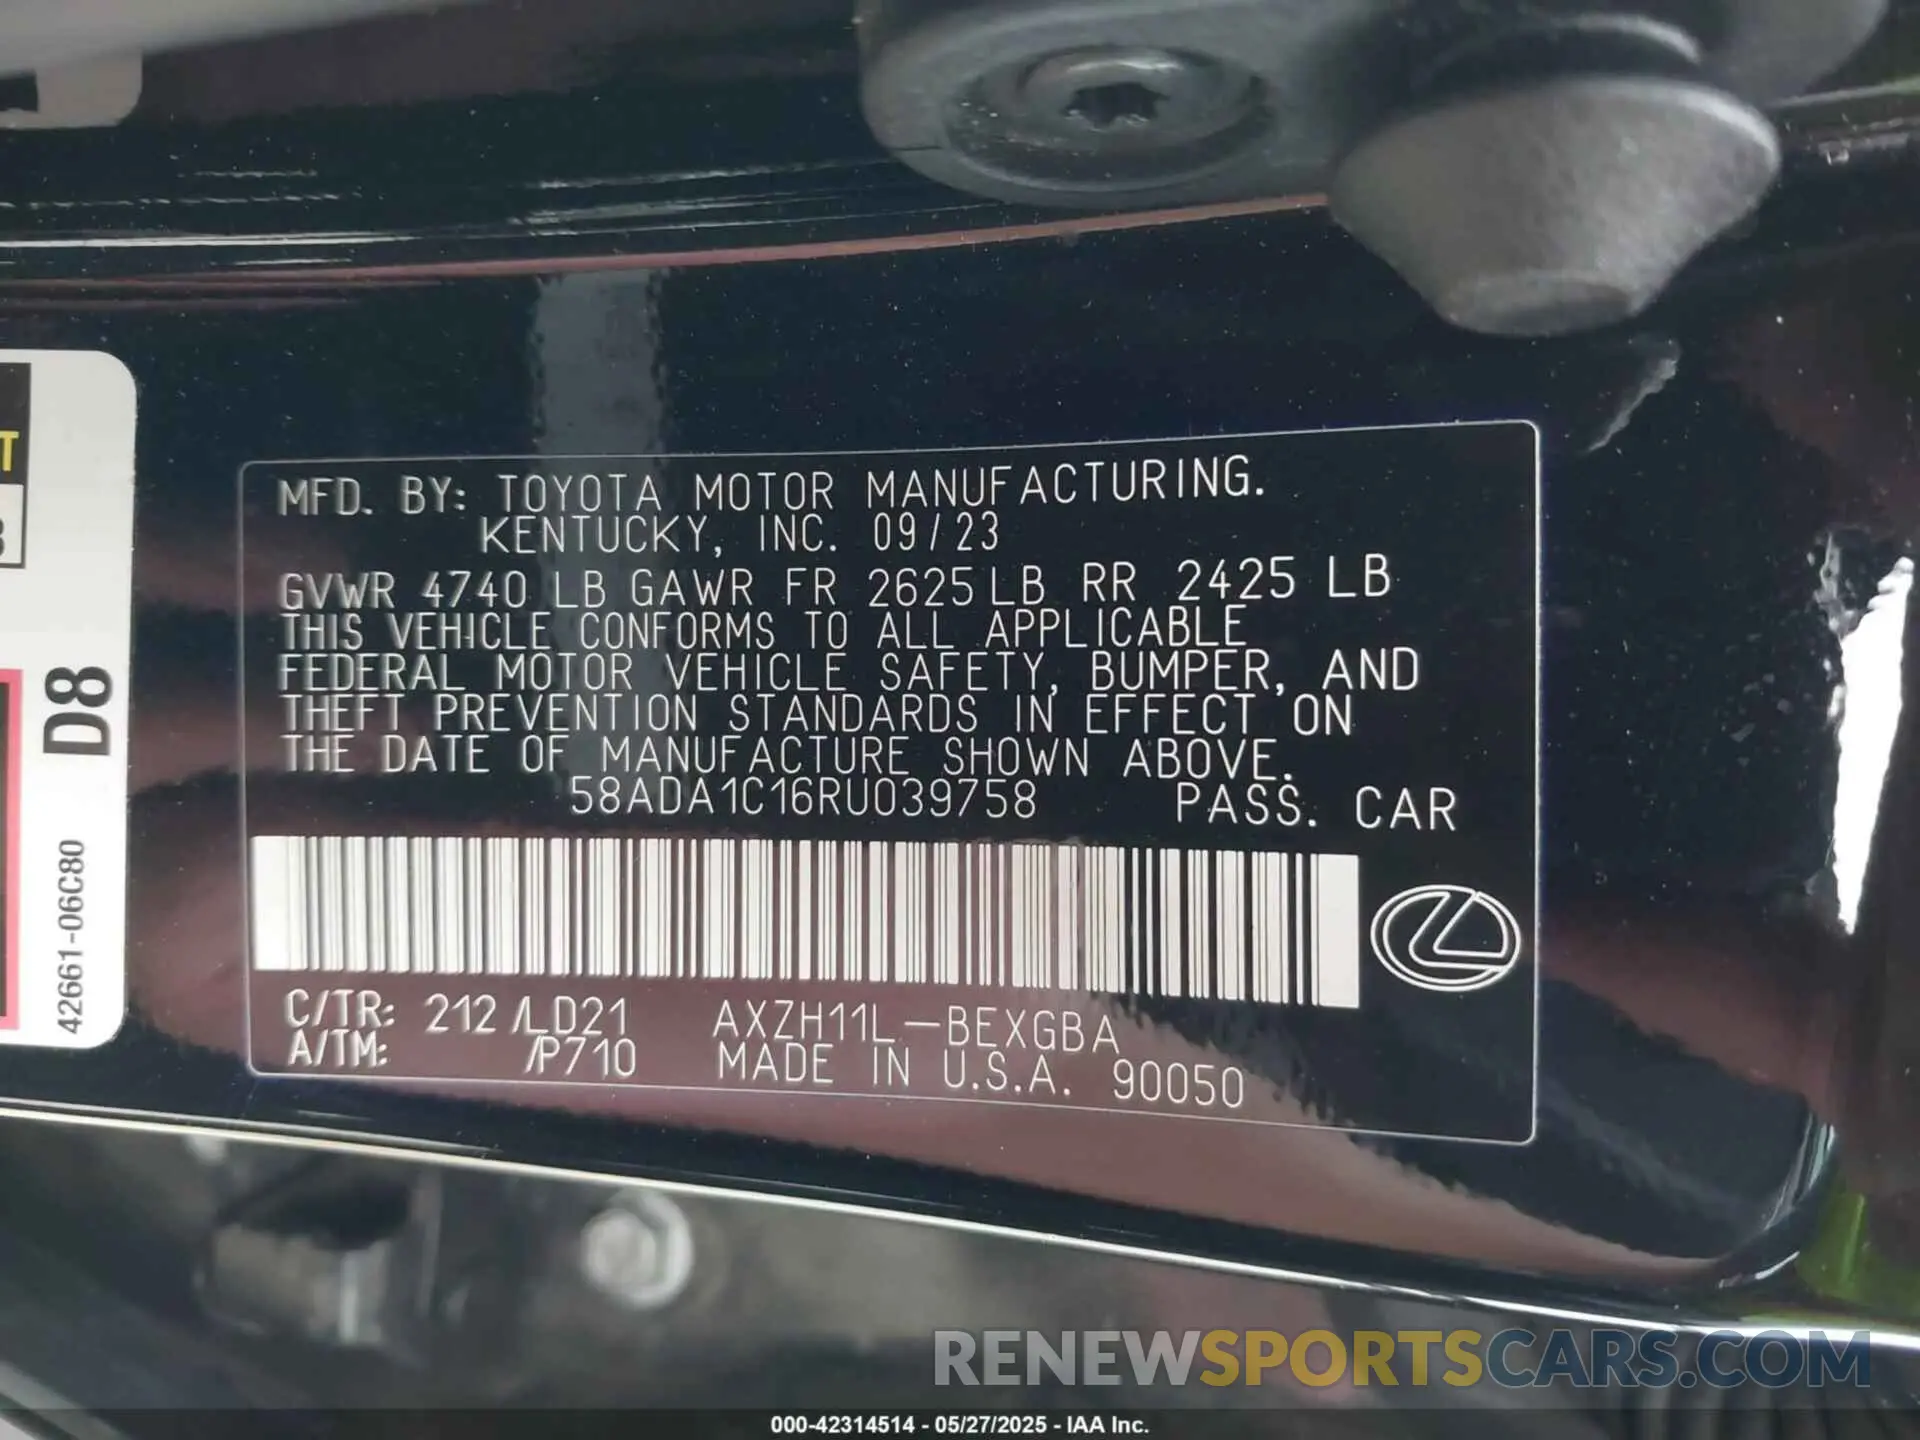 MFD. BY: TOYOTA MOTOR MANUFACTURING.
KENTUCKY, INC. 09/23
GVWR 4740 LB GAWR FR 2625 LB RR 2425 LB
THIS VEHICLE CONFORMS TO ALL APPLICABLE
FEDERAL MOTOR VEHICLE SAFETY, BUMPER, AND
THEFT PREVENTION STANDARDS IN EFFECT ON
THE DATE OF MANUFACTURE SHOWN ABOVE.
58ADA1C16RU039758 PASS. CAR
C/TR: 212 /LD21 AXZH11L-BEXGBA
A/TM: /P710 MADE IN U.S.A. 90050
D8
42661-06C80
RENEWSPORTSCARS.COM
000-42314514 - 05/27/2025 - IAA Inc.